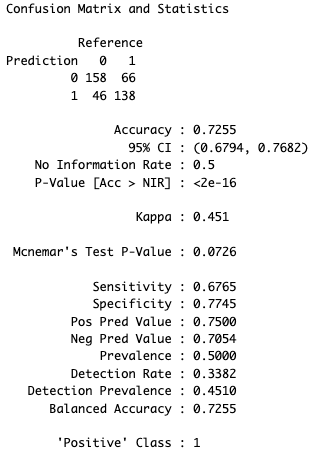 Confusion Matrix and Statistics
Reference
Prediction 0 1
0 158 66
1 46 138
Accuracy : 0.7255
95% CI : (0.6794, 0.7682)
No Information Rate : 0.5
P-Value [Acc > NIR] : <2e-16
Kappa : 0.451
Mcnemar's Test P-Value : 0.0726
Sensitivity : 0.6765
Specificity : 0.7745
Pos Pred Value : 0.7500
Neg Pred Value : 0.7054
Prevalence : 0.5000
Detection Rate : 0.3382
Detection Prevalence : 0.4510
Balanced Accuracy : 0.7255
'Positive' Class : 1